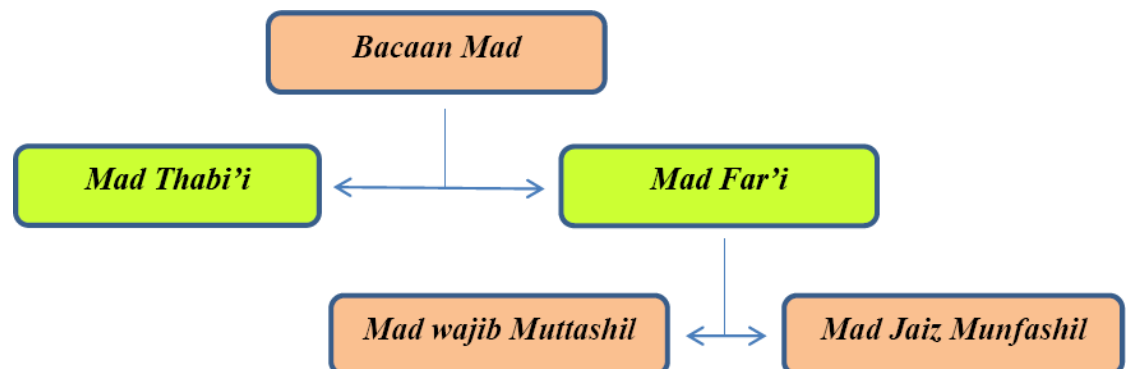 Bacaan Mad
Mad Thabi’i
Mad Far’i
Mad wajib Muttashil
Mad Jaiz Munfashil